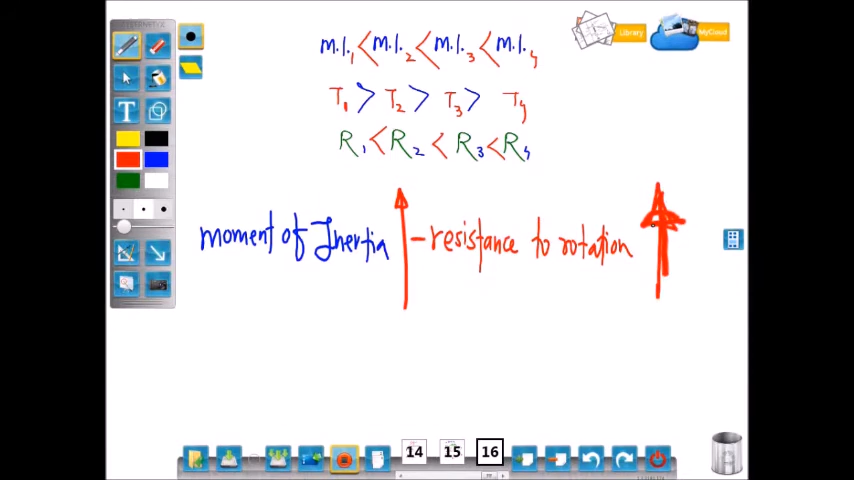 M.I.₁ < M.I.₂ < M.I.₃ < M.I.₄
T₁ > T₂ > T₃ > T₄
R₁ < R₂ < R₃ < R₄
moment of Inertia ↑ - resistance to rotation ↑
Library
MyCloud
T
14 15 16